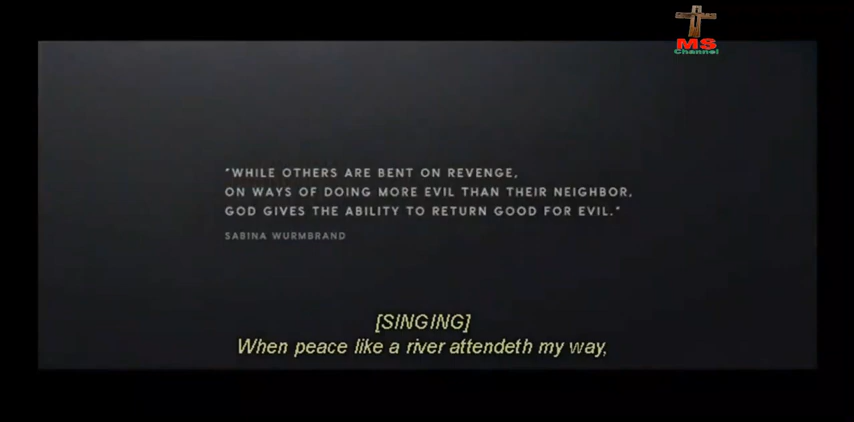 MS
Channel
"WHILE OTHERS ARE BENT ON REVENGE,
ON WAYS OF DOING MORE EVIL THAN THEIR NEIGHBOR,
GOD GIVES THE ABILITY TO RETURN GOOD FOR EVIL."
SABINA WURMBRAND
[SINGING]
When peace like a river attendeth my way,